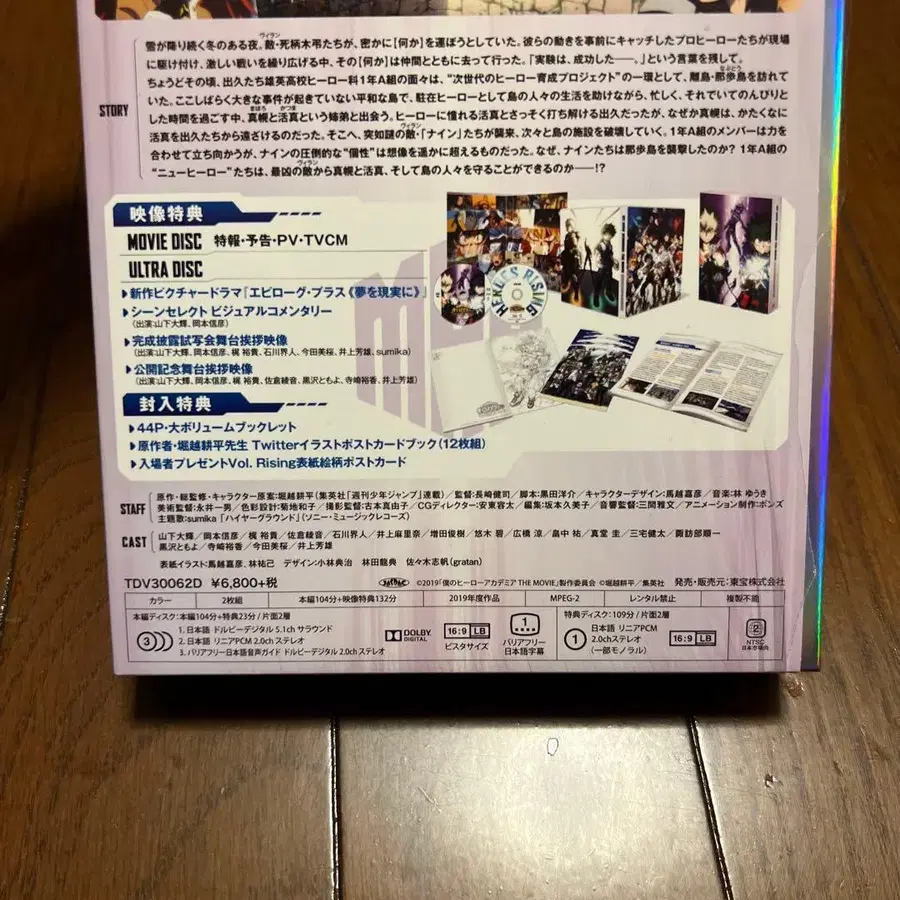 雪が降り続く冬のある夜。敵・死柄木弔たちが、密かに【何か】を運ぼうとしていた。彼らの動きを事前にキャッチしたプロヒーローたちが現場
に駆け付け、激しい戦いを繰り広げる中、その【何か】は仲間とともに去って行った。「実験は、成功した──。」という言葉を残して。
ちょうどその頃、出久たち雄英高校ヒーロー科1年A組の面々は、“次世代のヒーロー育成プロジェクト”の一環として、離島・那歩島を訪れて
STORY いた。ここしばらく大きな事件が起きていない平和な島で、駐在ヒーローとして島の人々の生活を助けながら、忙しく、それでいてのんびりと
した時間を過ごす中、真幌と活真という姉弟と出会う。ヒーローに憧れる活真とさっそく打ち解ける出久だったが、なぜか真幌は、かたくなに
活真を出久たちから遠ざけるのだった。そこへ、突如謎の敵・「ナイン」たちが襲来、次々と島の施設を破壊していく。1年A組のメンバーは力を
合わせて立ち向かうが、ナインの圧倒的な“個性”は想像を遥かに超えるものだった。なぜ、ナインたちは那歩島を襲撃したのか? 1年A組の
“ニューヒーロー”たちは、最凶の敵から真幌と活真、そして島の人々を守ることができるのか──!?
映像特典
MOVIE DISC 特報・予告・PV・TVCM
ULTRA DISC
新作ピクチャードラマ「エピローグ・プラス《夢を現実に》」
シーンセレクト ビジュアルコメンタリー
(出演:山下大輝、岡本信彦)
完成披露試写会舞台挨拶映像
(出演:山下大輝、岡本信彦、梶 裕貴、石川界人、今田美桜、井上芳雄、sumika)
公開記念舞台挨拶映像
(出演:山下大輝、岡本信彦、梶 裕貴、佐倉綾音、黒沢ともよ、寺崎裕香、井上芳雄)
HEROES RISING
封入特典
44P・大ボリュームブックレット
原作者・堀越耕平先生 Twitterイラストポストカードブック(12枚組)
入場者プレゼントVol. Rising表紙絵柄ポストカード
STAFF 原作・総監修・キャラクター原案:堀越耕平(集英社「週刊少年ジャンプ」連載)/監督:長崎健司/脚本:黒田洋介/キャラクターデザイン:馬越嘉彦/音楽:林 ゆうき
美術監督:永井一男/色彩設計:菊地和子/撮影監督:古本真由子/CGディレクター:安東容太/編集:坂本久美子/音響監督:三間雅文/アニメーション制作:ボンズ
主題歌:sumika「ハイヤーグラウンド」(ソニー・ミュージックレコーズ)
CAST 山下大輝/岡本信彦/梶 裕貴/佐倉綾音/石川界人/井上麻里奈/増田俊樹/悠木 碧/広橋 涼/畠中 祐/真堂 圭/三宅健太/諏訪部順一
黒沢ともよ/寺崎裕香/今田美桜/井上芳雄
表紙イラスト:馬越嘉彦、林祐己 デザイン:小林典治 林田龍典 佐々木志帆(gratan)
TDV30062D ¥6,800+税 ©2019「僕のヒーローアカデミア THE MOVIE」製作委員会 ©堀越耕平/集英社 発売・販売元:東宝株式会社
カラー 2枚組 本編104分+映像特典132分 2019年度作品 MPEG-2 レンタル禁止 複製不能
本編ディスク:本編104分+特典23分/片面2層
3 1. 日本語 ドルビーデジタル 5.1ch サラウンド
2. 日本語 リニアPCM 2.0chステレオ
3. バリアフリー日本語音声ガイド ドルビーデジタル 2.0chステレオ
DOLBY DIGITAL
16:9 LB
ビスタサイズ
1
バリアフリー
日本語字幕
特典ディスク:109分/片面2層
1 日本語 リニアPCM
2.0chステレオ
(一部モノラル)
16:9 LB
2
NTSC
日本市場向